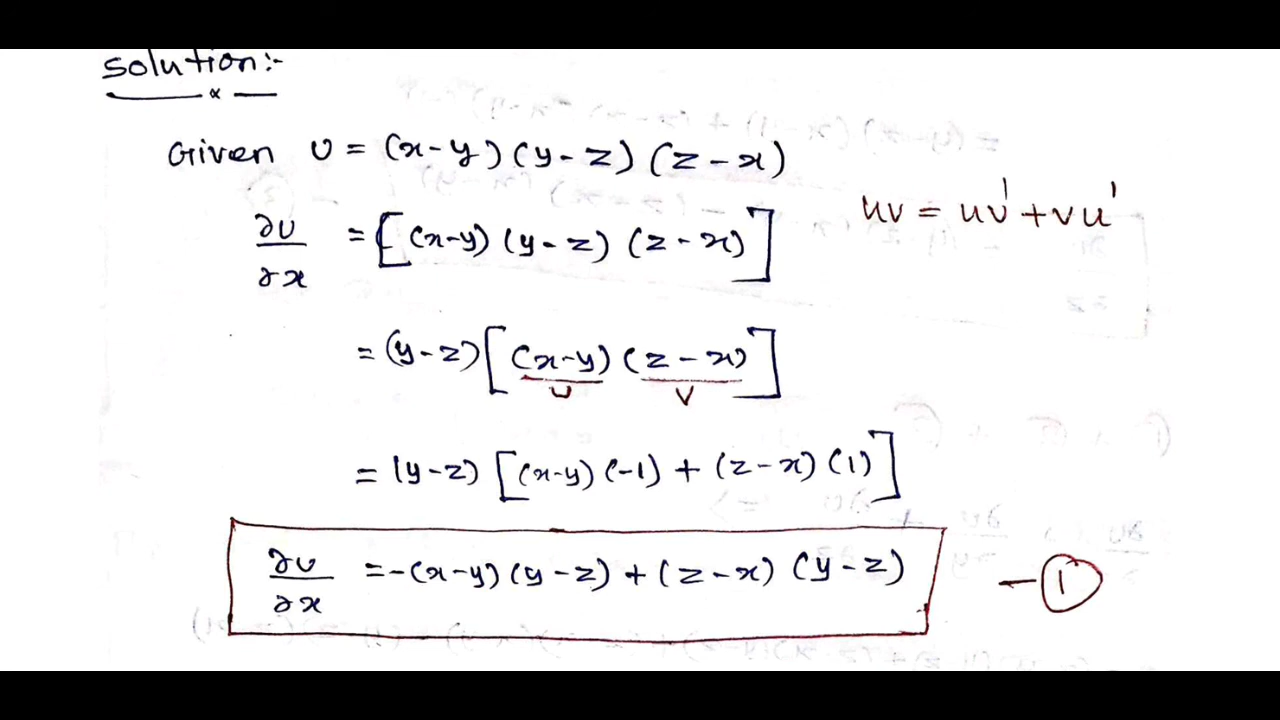 Solution:-
Given U = (x-y)(y-z)(z-x)
uv = uv' + vu'
∂u/∂x = [(x-y)(y-z)(z-x)]
= (y-z)[(x-y)(z-x)]
u v
= (y-z)[(x-y)(-1) + (z-x)(1)]
∂u/∂x = -(x-y)(y-z) + (z-x)(y-z) — ①